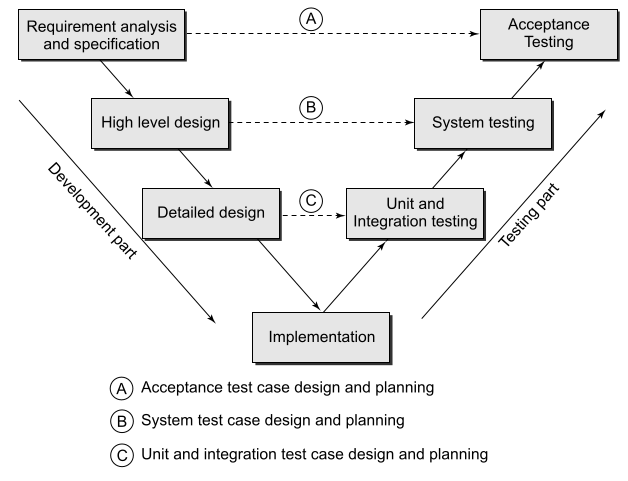 Requirement analysis
and specification
A
Acceptance
Testing
High level design
B
System testing
Detailed design
C
Unit and
Integration testing
Development part
Testing part
Implementation
A Acceptance test case design and planning
B System test case design and planning
C Unit and integration test case design and planning